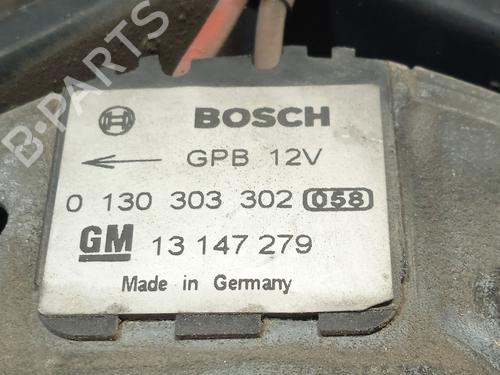 B-PARTS
BOSCH
GPB 12V
0 130 303 302 058
GM 13 147 279
Made in Germany